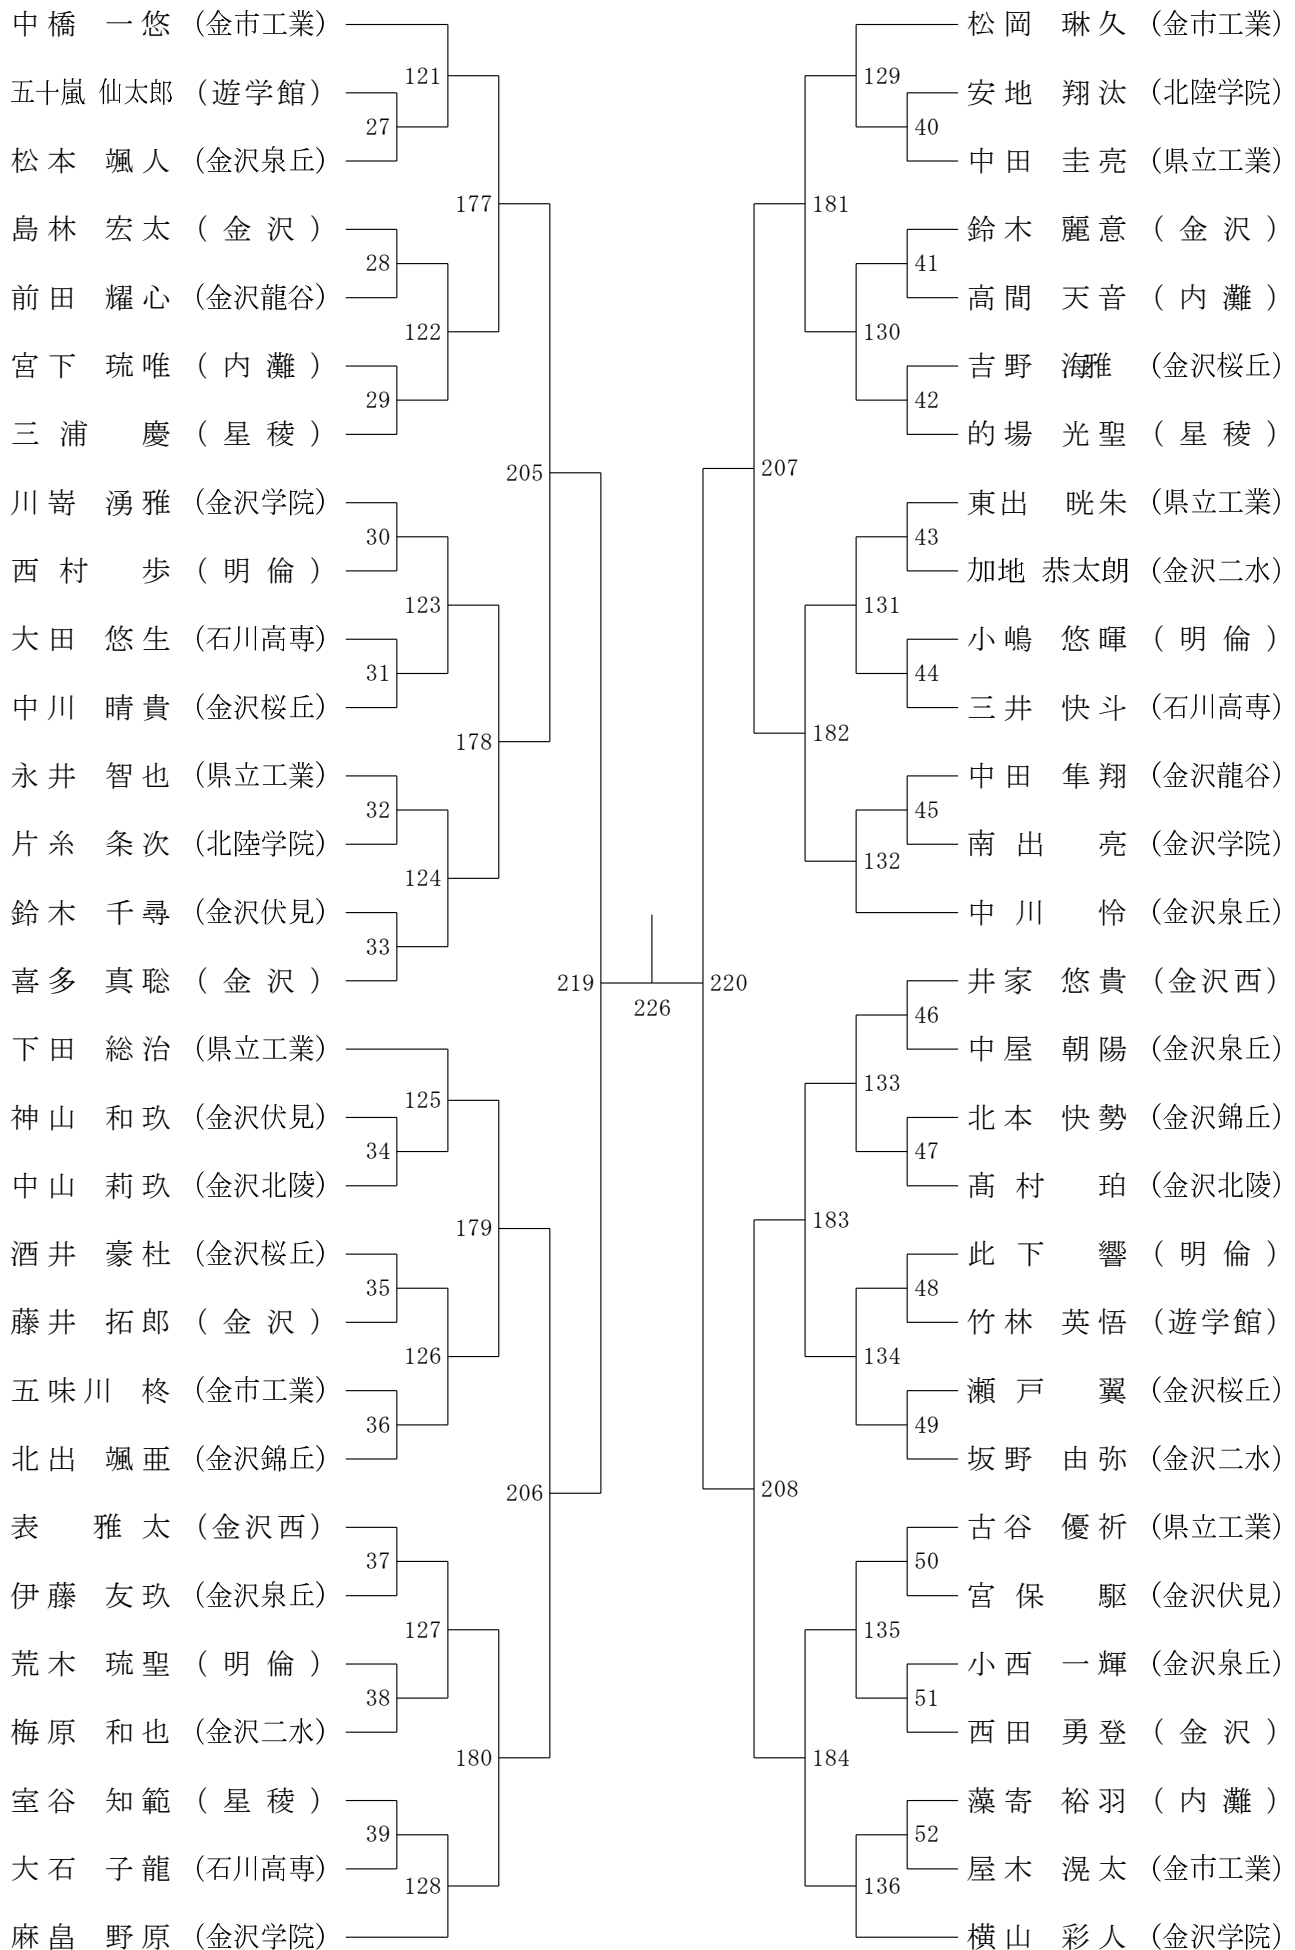 中橋 一悠 (金市工業)
121
五十嵐 仙太郎 (遊学館)
27
松本 颯人 (金沢泉丘)
177
島林 宏太 (金沢)
28
前田 耀心 (金沢龍谷)
122
宮下 琉唯 (内灘)
29
三浦 慶 (星稜)
205
川嵜 湧雅 (金沢学院)
30
西村 歩 (明倫)
123
大田 悠生 (石川高専)
31
中川 晴貴 (金沢桜丘)
178
永井 智也 (県立工業)
32
片糸 条次 (北陸学院)
124
鈴木 千尋 (金沢伏見)
33
喜多 真聡 (金沢)
219
下田 総治 (県立工業)
125
神山 和玖 (金沢伏見)
34
中山 莉玖 (金沢北陵)
179
酒井 豪杜 (金沢桜丘)
35
藤井 拓郎 (金沢)
126
五味川 柊 (金市工業)
36
北出 颯亜 (金沢錦丘)
206
表 雅太 (金沢西)
37
伊藤 友玖 (金沢泉丘)
127
荒木 琉聖 (明倫)
38
梅原 和也 (金沢二水)
180
室谷 知範 (星稜)
39
大石 子龍 (石川高専)
128
麻畠 野原 (金沢学院)
226
松岡 琳久 (金市工業)
129
安地 翔汰 (北陸学院)
40
中田 圭亮 (県立工業)
181
鈴木 麗意 (金沢)
41
高間 天音 (内灘)
130
吉野 海雅 (金沢桜丘)
42
的場 光聖 (星稜)
207
東出 晄朱 (県立工業)
43
加地 恭太朗 (金沢二水)
131
小嶋 悠暉 (明倫)
44
三井 快斗 (石川高専)
182
中田 隼翔 (金沢龍谷)
45
南出 亮 (金沢学院)
132
中川 怜 (金沢泉丘)
220
井家 悠貴 (金沢西)
46
中屋 朝陽 (金沢泉丘)
133
北本 快勢 (金沢錦丘)
47
髙村 珀 (金沢北陵)
183
此下 響 (明倫)
48
竹林 英悟 (遊学館)
134
瀬戸 翼 (金沢桜丘)
49
坂野 由弥 (金沢二水)
208
古谷 優祈 (県立工業)
50
宮保 駆 (金沢伏見)
135
小西 一輝 (金沢泉丘)
51
西田 勇登 (金沢)
184
藻寄 裕羽 (内灘)
52
屋木 滉太 (金市工業)
136
横山 彩人 (金沢学院)